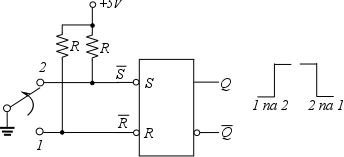 +5V
R R
2 S̅ S Q
1 na 2 2 na 1
1 R̅ R Q̅